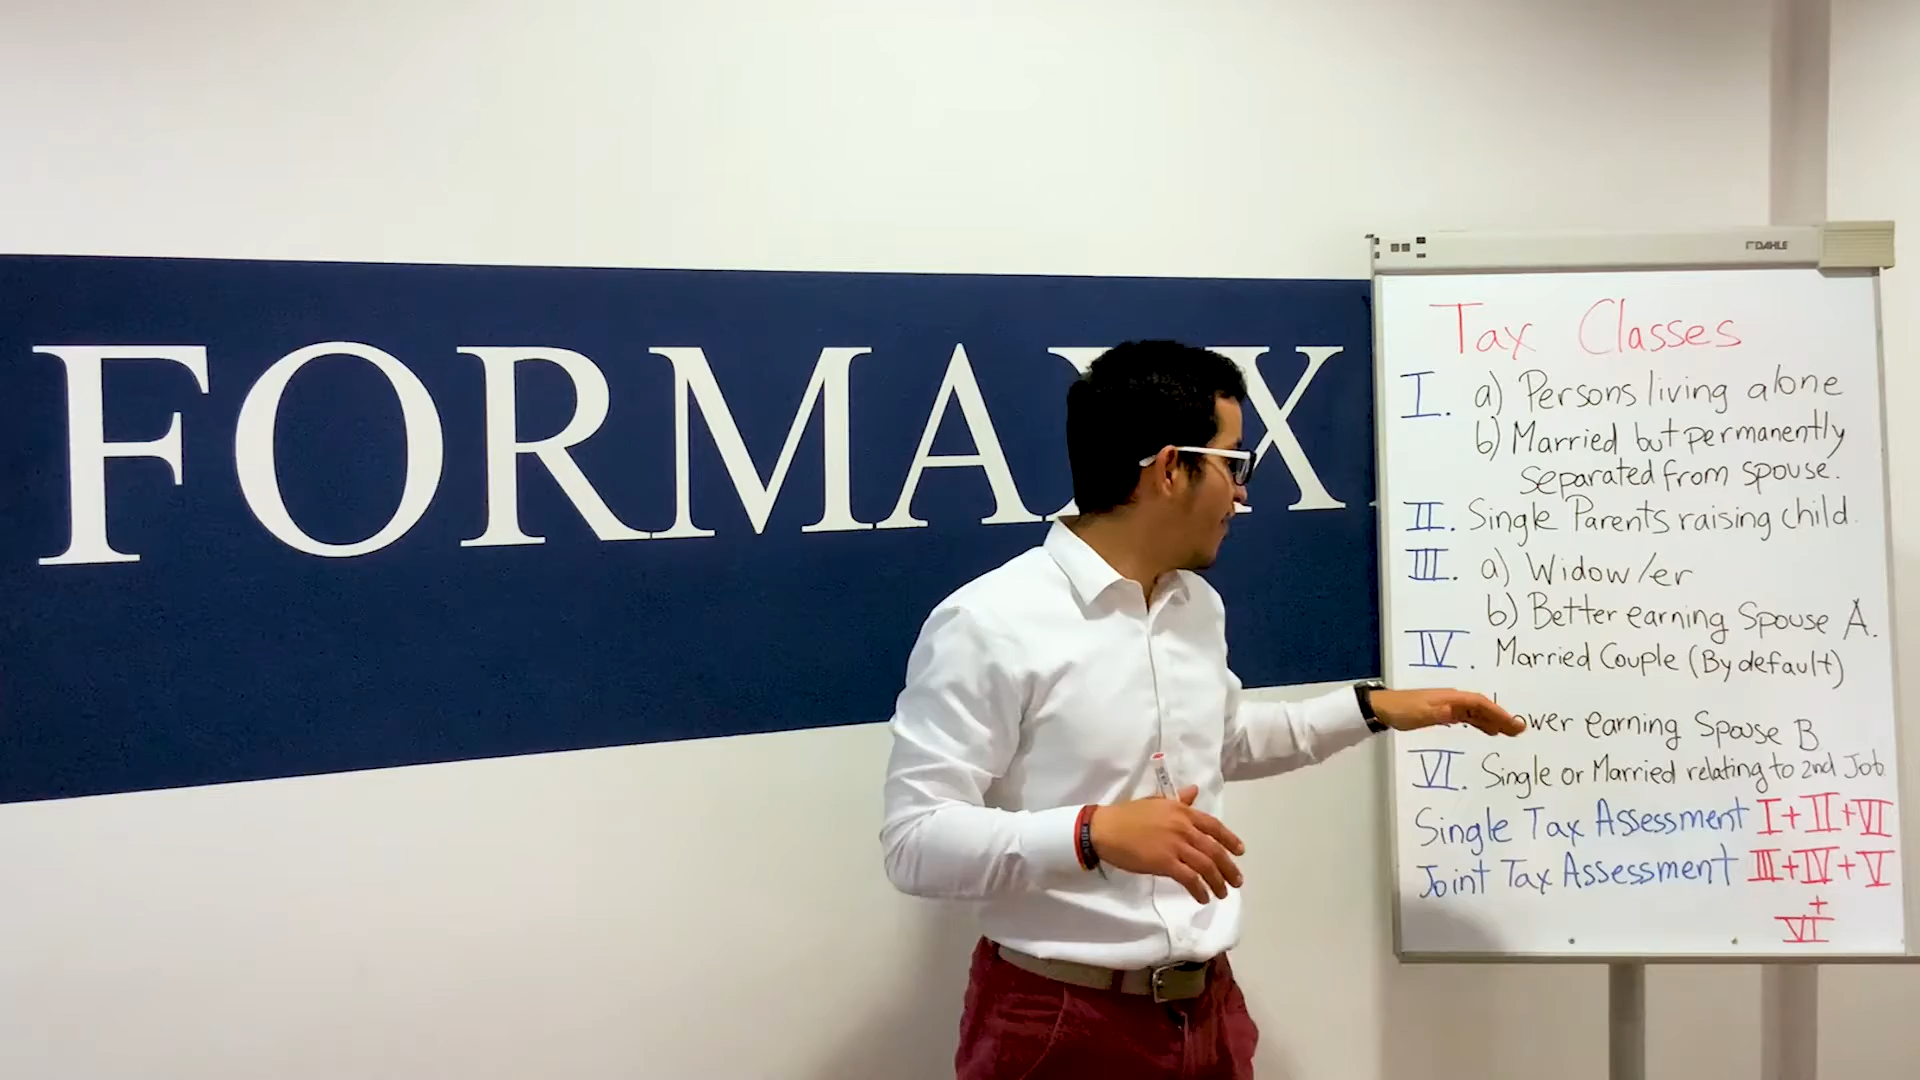 FORMAXX
DAHLE
Tax Classes
I. a) Persons living alone
b) Married but permanently
separated from spouse.
II. Single Parents raising child.
III. a) Widow/er
b) Better earning Spouse A.
IV. Married Couple (By default)
ower earning Spouse B
VI. Single or Married relating to 2nd Job
Single Tax Assessment I+II+VI
Joint Tax Assessment III+IV+V
+
VI